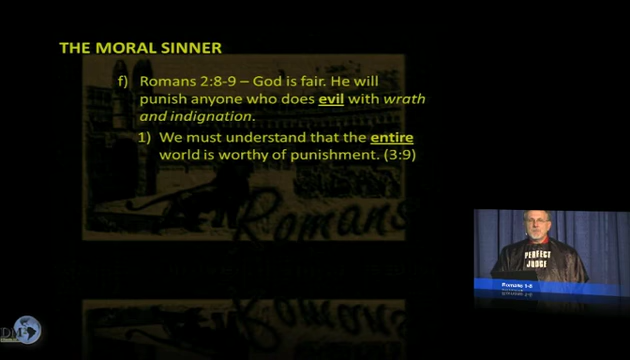 THE MORAL SINNER
f) Romans 2:8-9 – God is fair. He will
punish anyone who does evil with wrath
and indignation.
1) We must understand that the entire
world is worthy of punishment. (3:9)
Romans
PERFECT
JUDGE
Romans 1-8
DM